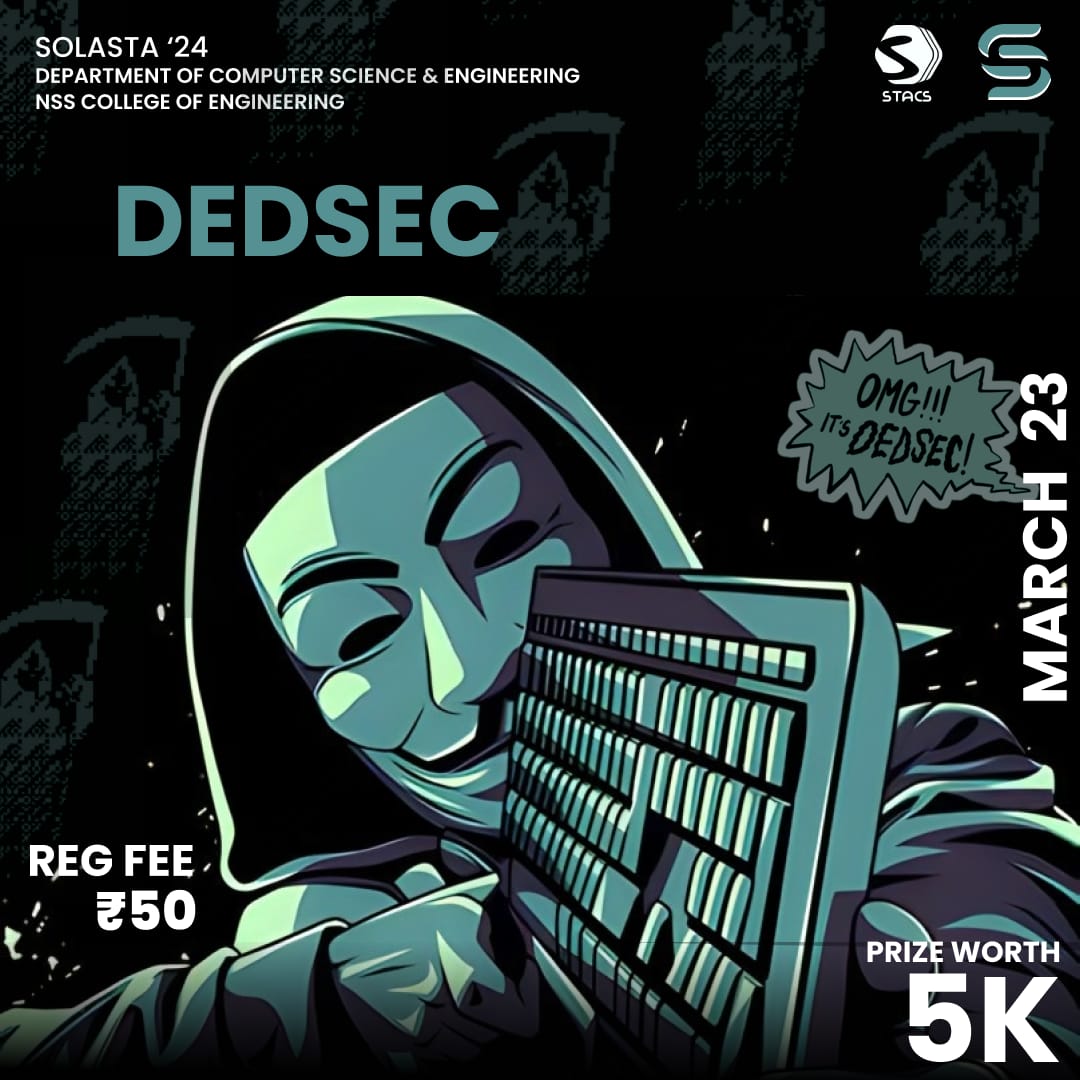 SOLASTA ‘24
DEPARTMENT OF COMPUTER SCIENCE & ENGINEERING
NSS COLLEGE OF ENGINEERING
STACS
DEDSEC
OMG!!!
IT'S DEDSEC!
MARCH 23
REG FEE
₹50
PRIZE WORTH
5K